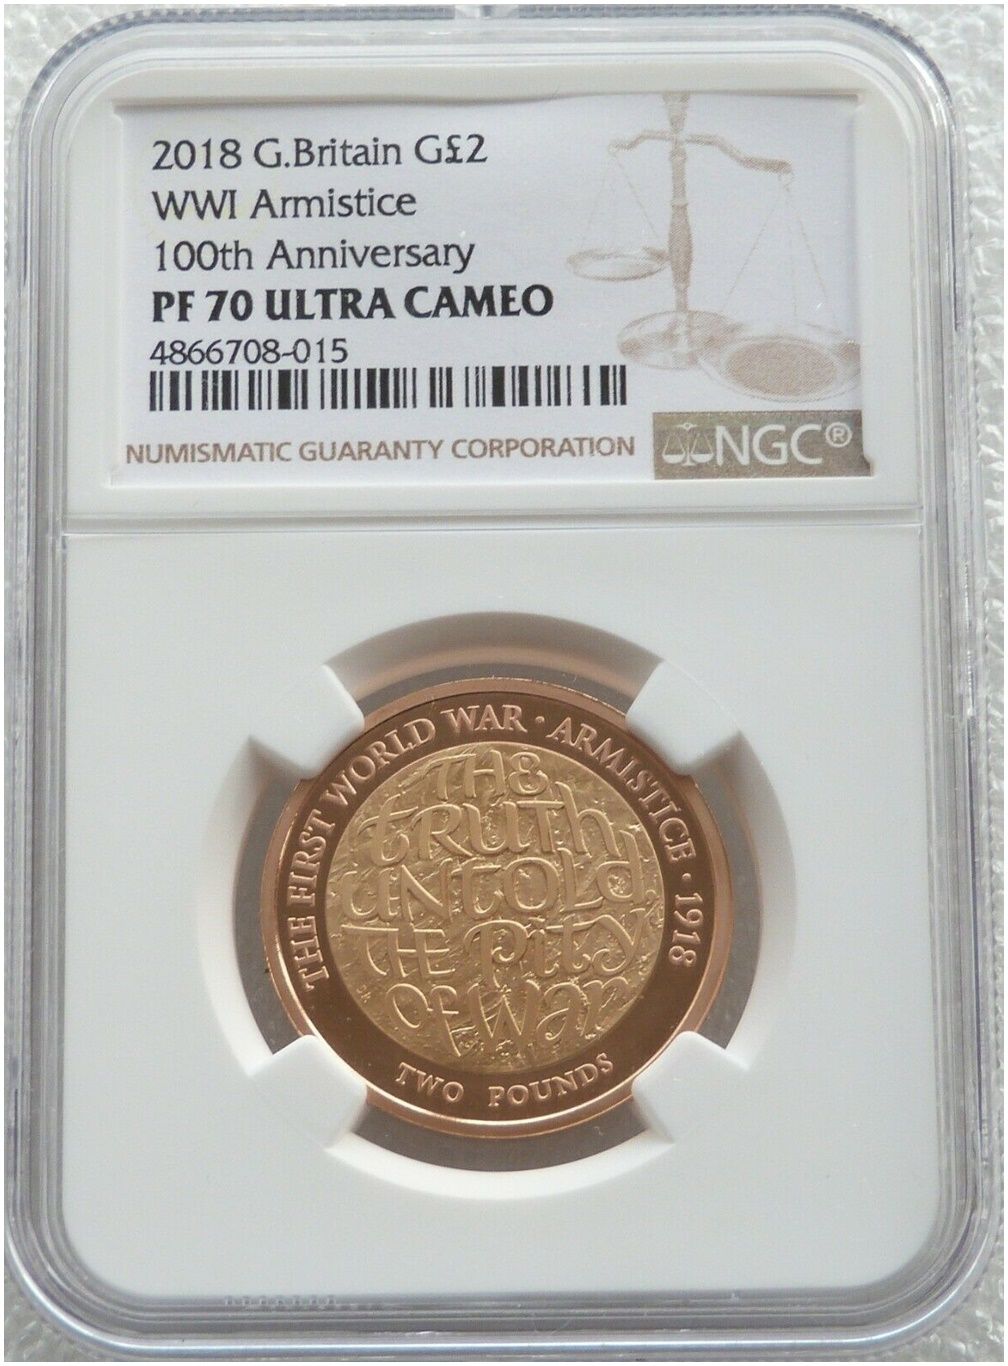 2018 G.Britain G£2
WWI Armistice
100th Anniversary
PF 70 ULTRA CAMEO
4866708-015
NUMISMATIC GUARANTY CORPORATION
NGC®
THE FIRST WORLD WAR · ARMISTICE · 1918
THE
TRUTH
UNTOLD,
THE PITY
OF WAR
TWO POUNDS